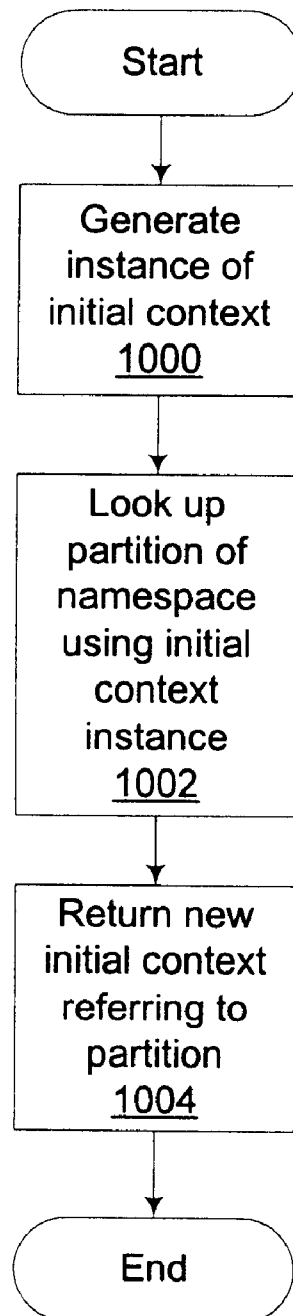 Start
Generate
instance of
initial context
1000
Look up
partition of
namespace
using initial
context
instance
1002
Return new
initial context
referring to
partition
1004
End